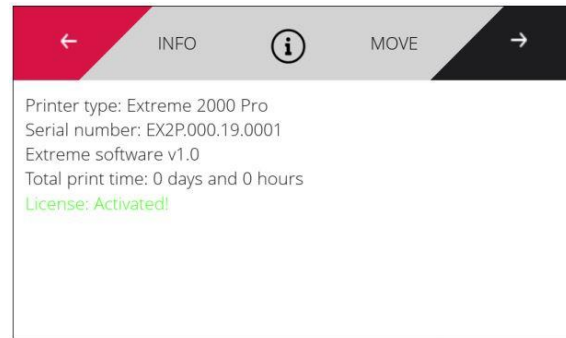 INFO MOVE
Printer type: Extreme 2000 Pro
Serial number: EX2P.000.19.0001
Extreme software v1.0
Total print time: 0 days and 0 hours
License: Activated!